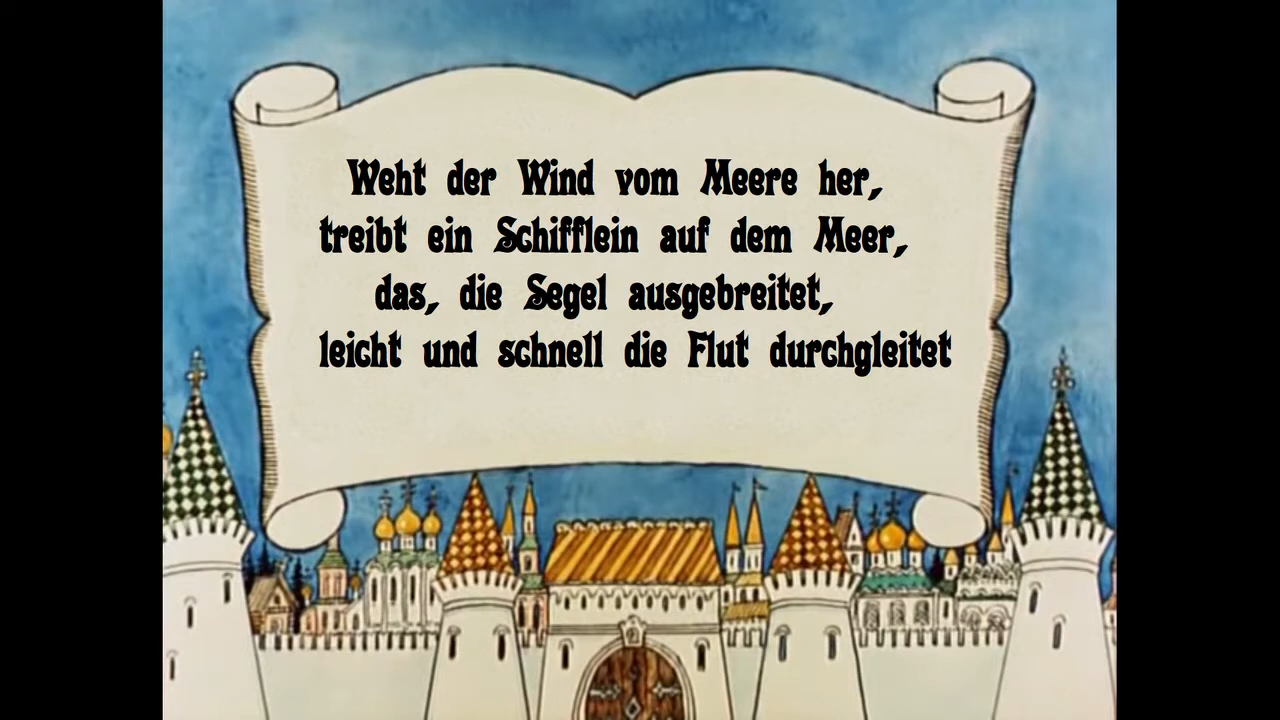 Weht der Wind vom Meere her,
treibt ein Schifflein auf dem Meer,
das, die Segel ausgebreitet,
leicht und schnell die Flut durchgleitet